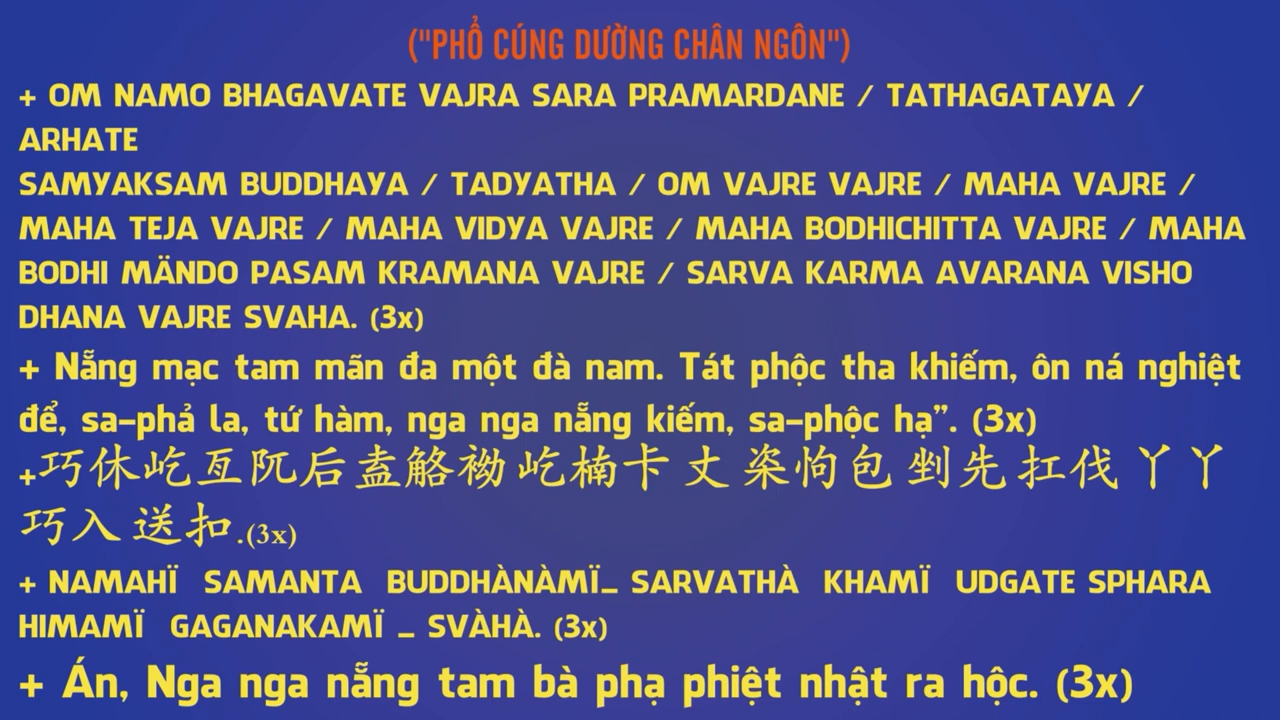 ("PHỔ CÚNG DƯỜNG CHÂN NGÔN")
+ OM NAMO BHAGAVATE VAJRA SARA PRAMARDANE / TATHAGATAYA /
ARHATE
SAMYAKSAM BUDDHAYA / TADYATHA / OM VAJRE VAJRE / MAHA VAJRE /
MAHA TEJA VAJRE / MAHA VIDYA VAJRE / MAHA BODHICHITTA VAJRE / MAHA
BODHI MÄNDO PASAM KRAMANA VAJRE / SARVA KARMA AVARANA VISHO
DHANA VAJRE SVAHA. (3x)
+ Nẵng mạc tam mãn đa một đà nam. Tát phộc tha khiếm, ôn ná nghiệt
để, sa-phả la, tứ hàm, nga nga nẵng kiếm, sa-phộc hạ”. (3x)
+巧休屹亙阢后盍觡袎屹楠卡丈粢怐包剉先扛伐丫丫
巧入送扣.(3x)
+ NAMAHÏ SAMANTA BUDDHÀNÀMÏ_ SARVATHÀ KHAMÏ UDGATE SPHARA
HIMAMÏ GAGANAKAMÏ _ SVÀHÀ. (3x)
+ Án, Nga nga nẵng tam bà phạ phiệt nhật ra hộc. (3x)